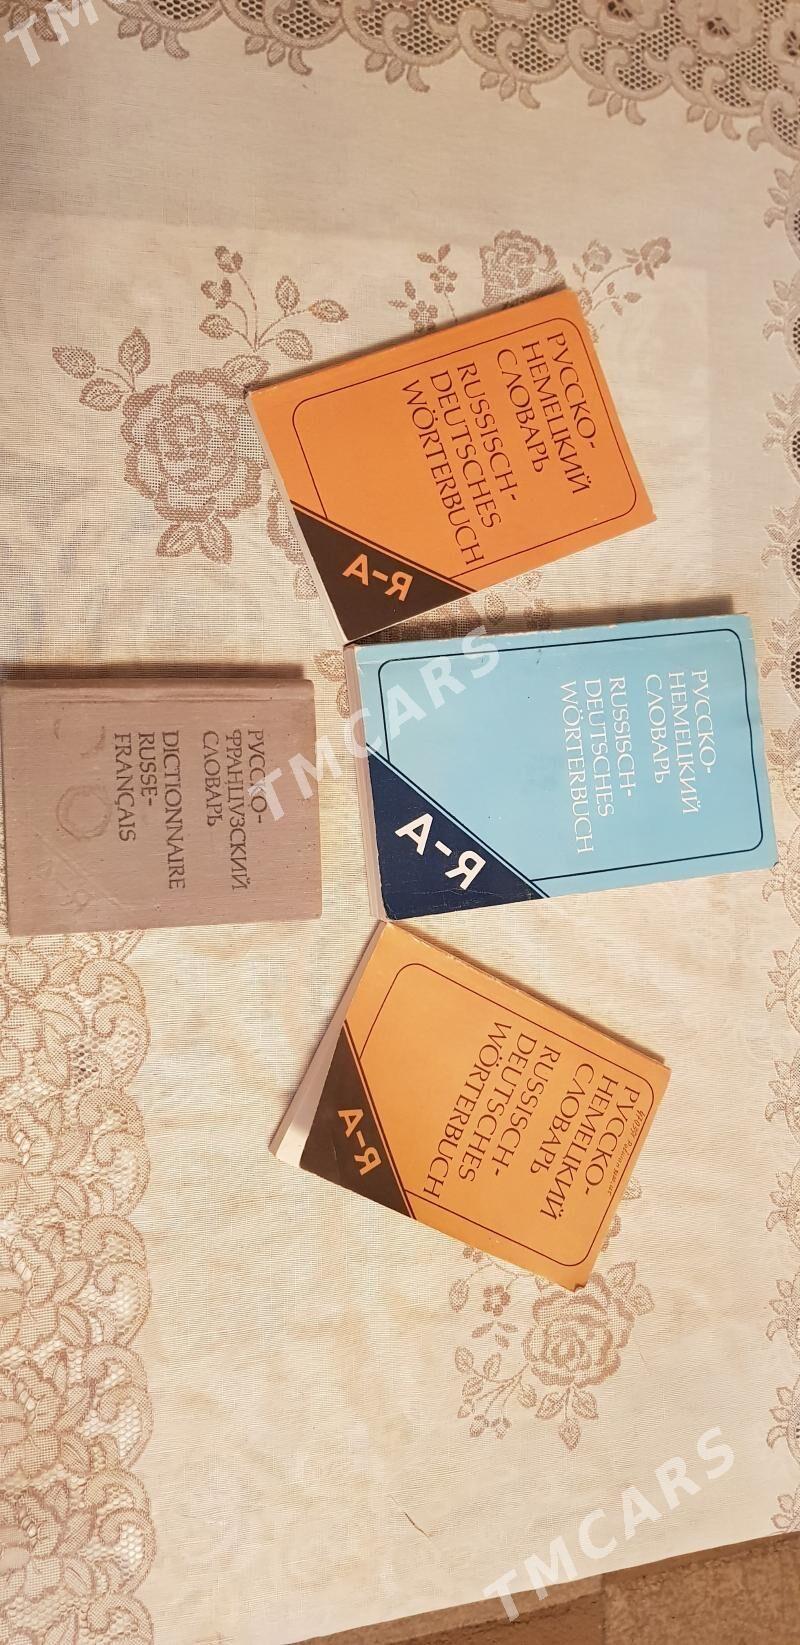 РУССКО-
НЕМЕЦКИЙ
СЛОВАРЬ
RUSSISCH-
DEUTSCHES
WÖRTERBUCH
А-Я
РУССКО-
НЕМЕЦКИЙ
СЛОВАРЬ
RUSSISCH-
DEUTSCHES
WÖRTERBUCH
А-Я
РУССКО-
НЕМЕЦКИЙ
СЛОВАРЬ
RUSSISCH-
DEUTSCHES
WÖRTERBUCH
А-Я
РУССКО-
ФРАНЦУЗСКИЙ
СЛОВАРЬ
DICTIONNAIRE
RUSSE-
FRANÇAIS
TMCARS
TMCARS